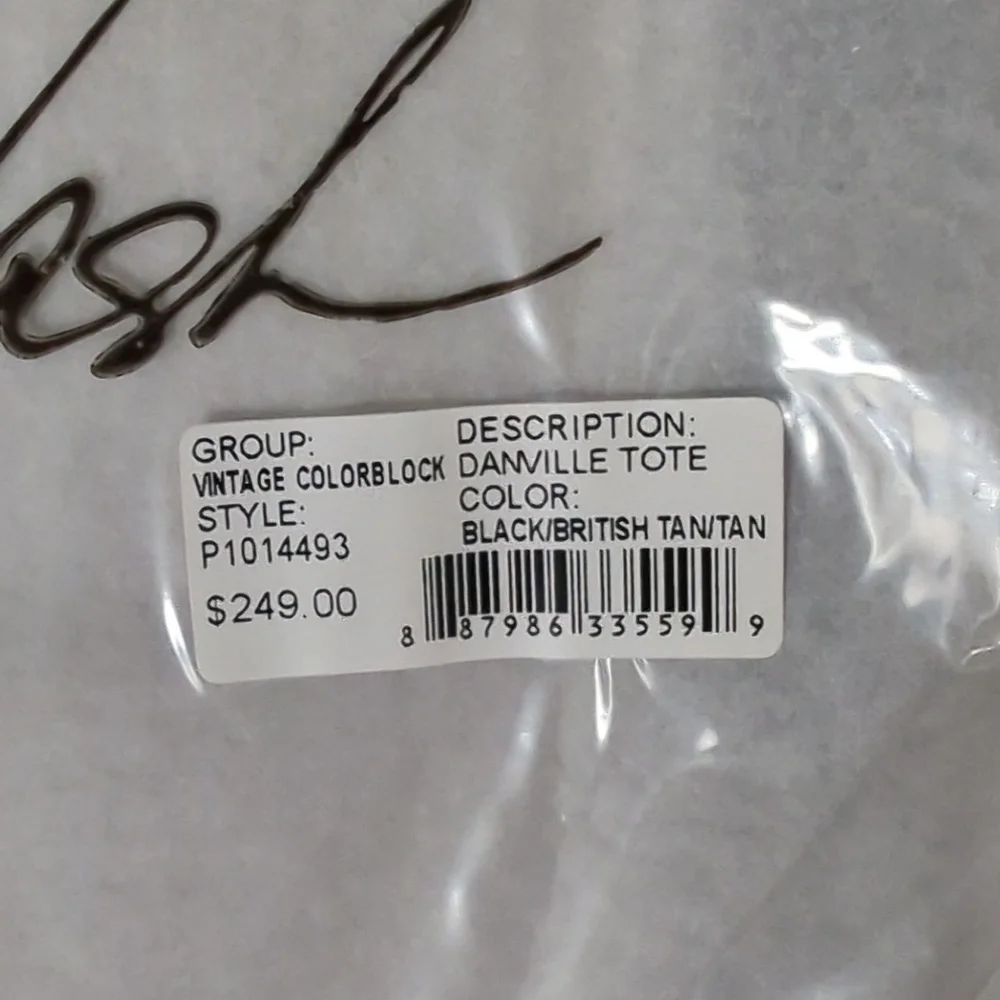 GROUP:
VINTAGE COLORBLOCK
STYLE:
P1014493
$249.00
DESCRIPTION:
DANVILLE TOTE
COLOR:
BLACK/BRITISH TAN/TAN
8 87986 33559 9